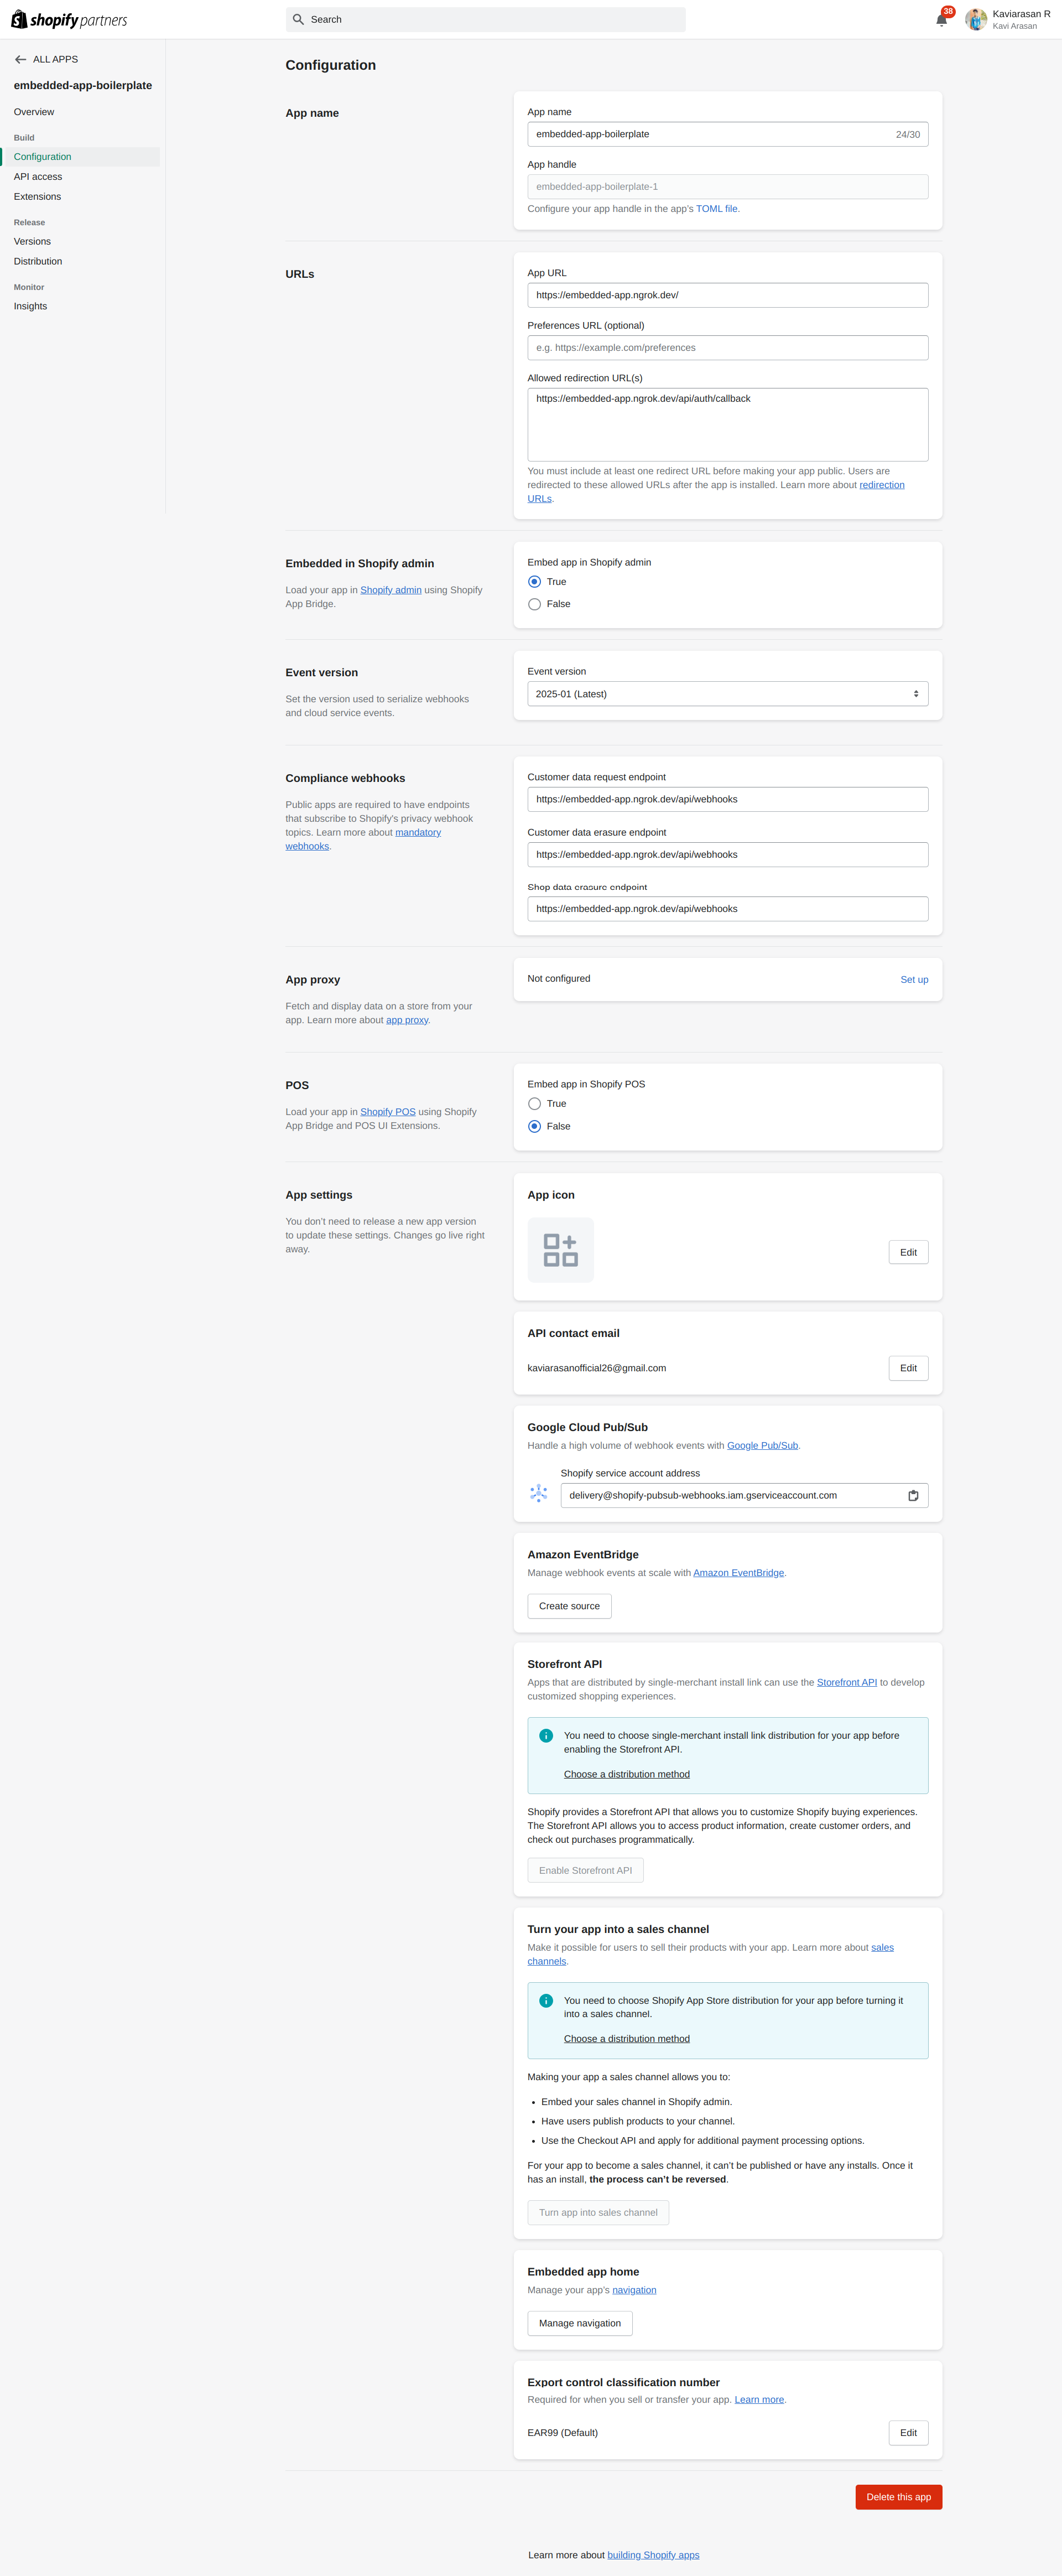 shopify partners
Search
38
Kaviarasan R
Kavi Arasan
ALL APPS
embedded-app-boilerplate
Overview
Build
Configuration
API access
Extensions
Release
Versions
Distribution
Monitor
Insights
Configuration
App name
App name
embedded-app-boilerplate
24/30
App handle
embedded-app-boilerplate-1
Configure your app handle in the app's TOML file.
URLs
App URL
https://embedded-app.ngrok.dev/
Preferences URL (optional)
e.g. https://example.com/preferences
Allowed redirection URL(s)
https://embedded-app.ngrok.dev/api/auth/callback
You must include at least one redirect URL before making your app public. Users are
redirected to these allowed URLs after the app is installed. Learn more about redirection
URLs.
Embedded in Shopify admin
Load your app in Shopify admin using Shopify
App Bridge.
Embed app in Shopify admin
True
False
Event version
Set the version used to serialize webhooks
and cloud service events.
Event version
2025-01 (Latest)
Compliance webhooks
Public apps are required to have endpoints
that subscribe to Shopify's privacy webhook
topics. Learn more about mandatory
webhooks.
Customer data request endpoint
https://embedded-app.ngrok.dev/api/webhooks
Customer data erasure endpoint
https://embedded-app.ngrok.dev/api/webhooks
Shop data erasure endpoint
https://embedded-app.ngrok.dev/api/webhooks
App proxy
Fetch and display data on a store from your
app. Learn more about app proxy.
Not configured
Set up
POS
Load your app in Shopify POS using Shopify
App Bridge and POS UI Extensions.
Embed app in Shopify POS
True
False
App settings
You don’t need to release a new app version
to update these settings. Changes go live right
away.
App icon
Edit
API contact email
kaviarasanofficial26@gmail.com
Edit
Google Cloud Pub/Sub
Handle a high volume of webhook events with Google Pub/Sub.
Shopify service account address
delivery@shopify-pubsub-webhooks.iam.gserviceaccount.com
Amazon EventBridge
Manage webhook events at scale with Amazon EventBridge.
Create source
Storefront API
Apps that are distributed by single-merchant install link can use the Storefront API to develop
customized shopping experiences.
You need to choose single-merchant install link distribution for your app before
enabling the Storefront API.
Choose a distribution method
Shopify provides a Storefront API that allows you to customize Shopify buying experiences.
The Storefront API allows you to access product information, create customer orders, and
check out purchases programmatically.
Enable Storefront API
Turn your app into a sales channel
Make it possible for users to sell their products with your app. Learn more about sales
channels.
You need to choose Shopify App Store distribution for your app before turning it
into a sales channel.
Choose a distribution method
Making your app a sales channel allows you to:
• Embed your sales channel in Shopify admin.
• Have users publish products to your channel.
• Use the Checkout API and apply for additional payment processing options.
For your app to become a sales channel, it can’t be published or have any installs. Once it
has an install, the process can’t be reversed.
Turn app into sales channel
Embedded app home
Manage your app's navigation
Manage navigation
Export control classification number
Required for when you sell or transfer your app. Learn more.
EAR99 (Default)
Edit
Delete this app
Learn more about building Shopify apps